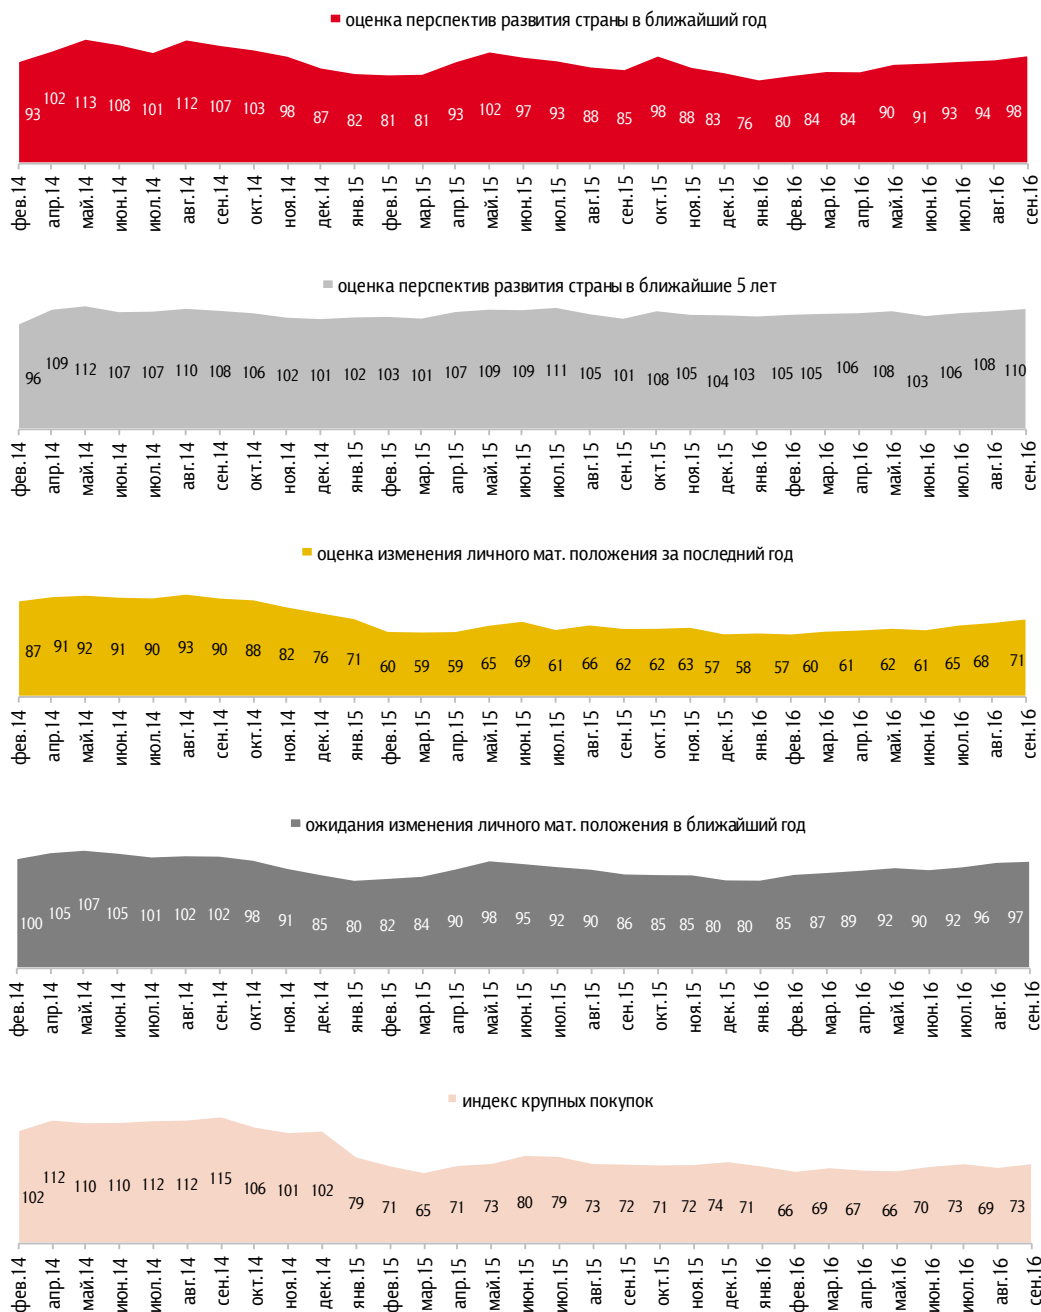 оценка перспектив развития страны в ближайший год
93 102 113 108 101 112 107 103 98 87 82 81 81 93 102 97 93 88 85 98 88 83 76 80 84 84 90 91 93 94 98
фев.14 апр.14 май.14 июн.14 июл.14 авг.14 сен.14 окт.14 ноя.14 дек.14 янв.15 фев.15 мар.15 апр.15 май.15 июн.15 июл.15 авг.15 сен.15 окт.15 ноя.15 дек.15 янв.16 фев.16 мар.16 апр.16 май.16 июн.16 июл.16 авг.16 сен.16
оценка перспектив развития страны в ближайшие 5 лет
96 109 112 107 107 110 108 106 102 101 102 103 101 107 109 109 111 105 101 108 105 104 103 105 105 106 108 103 106 108 110
фев.14 апр.14 май.14 июн.14 июл.14 авг.14 сен.14 окт.14 ноя.14 дек.14 янв.15 фев.15 мар.15 апр.15 май.15 июн.15 июл.15 авг.15 сен.15 окт.15 ноя.15 дек.15 янв.16 фев.16 мар.16 апр.16 май.16 июн.16 июл.16 авг.16 сен.16
оценка изменения личного мат. положения за последний год
87 91 92 91 90 93 90 88 82 76 71 60 59 59 65 69 61 66 62 62 63 57 58 57 60 61 62 61 65 68 71
фев.14 апр.14 май.14 июн.14 июл.14 авг.14 сен.14 окт.14 ноя.14 дек.14 янв.15 фев.15 мар.15 апр.15 май.15 июн.15 июл.15 авг.15 сен.15 окт.15 ноя.15 дек.15 янв.16 фев.16 мар.16 апр.16 май.16 июн.16 июл.16 авг.16 сен.16
ожидания изменения личного мат. положения в ближайший год
100 105 107 105 101 102 102 98 91 85 80 82 84 90 98 95 92 90 86 85 85 80 80 85 87 89 92 90 92 96 97
фев.14 апр.14 май.14 июн.14 июл.14 авг.14 сен.14 окт.14 ноя.14 дек.14 янв.15 фев.15 мар.15 апр.15 май.15 июн.15 июл.15 авг.15 сен.15 окт.15 ноя.15 дек.15 янв.16 фев.16 мар.16 апр.16 май.16 июн.16 июл.16 авг.16 сен.16
индекс крупных покупок
102 112 110 110 112 112 115 106 101 102 79 71 65 71 73 80 79 73 72 71 72 74 71 66 69 67 66 70 73 69 73
фев.14 апр.14 май.14 июн.14 июл.14 авг.14 сен.14 окт.14 ноя.14 дек.14 янв.15 фев.15 мар.15 апр.15 май.15 июн.15 июл.15 авг.15 сен.15 окт.15 ноя.15 дек.15 янв.16 фев.16 мар.16 апр.16 май.16 июн.16 июл.16 авг.16 сен.16